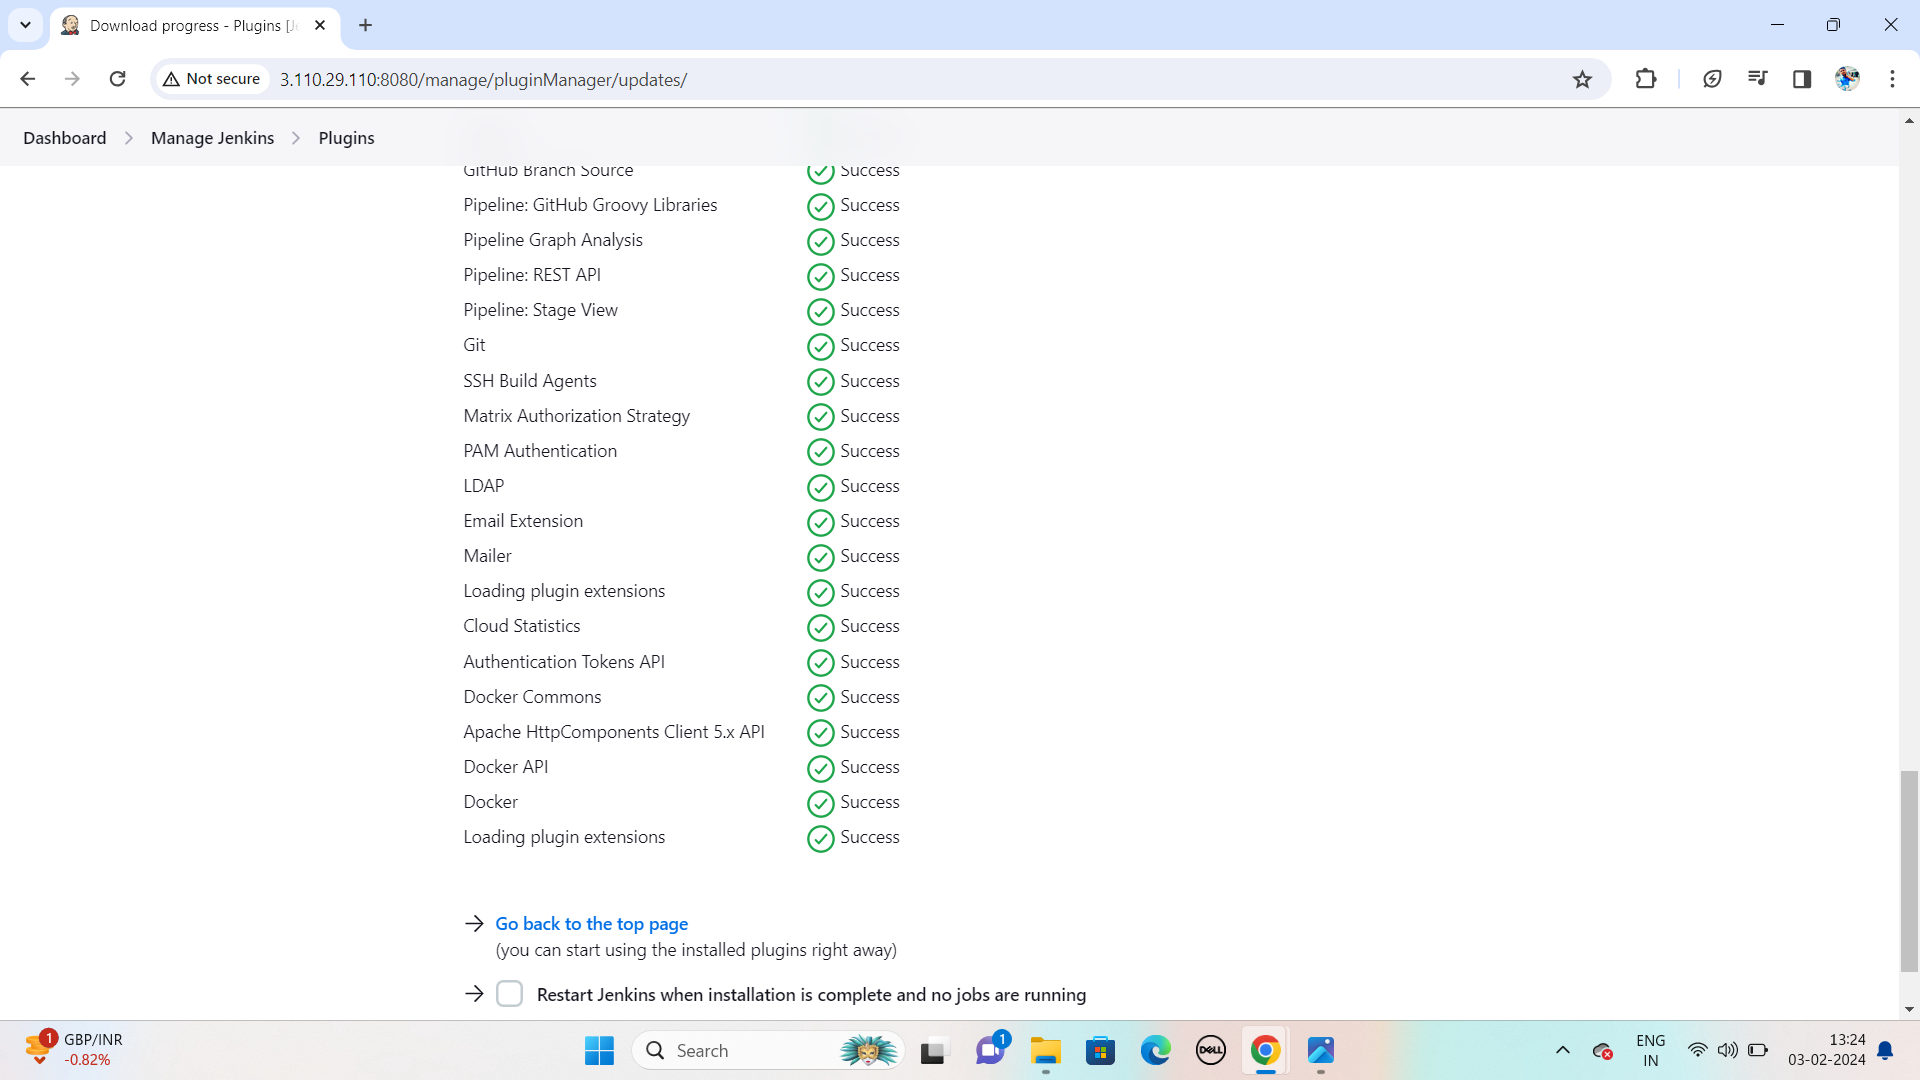 Download progress - Plugins [J
Not secure
3.110.29.110:8080/manage/pluginManager/updates/
Dashboard
Manage Jenkins
Plugins
GitHub Branch Source Success
Pipeline: GitHub Groovy Libraries Success
Pipeline Graph Analysis Success
Pipeline: REST API Success
Pipeline: Stage View Success
Git Success
SSH Build Agents Success
Matrix Authorization Strategy Success
PAM Authentication Success
LDAP Success
Email Extension Success
Mailer Success
Loading plugin extensions Success
Cloud Statistics Success
Authentication Tokens API Success
Docker Commons Success
Apache HttpComponents Client 5.x API Success
Docker API Success
Docker Success
Loading plugin extensions Success
Go back to the top page
(you can start using the installed plugins right away)
Restart Jenkins when installation is complete and no jobs are running
1
GBP/INR
-0.82%
Search
1
DELL
ENG
IN
13:24
03-02-2024